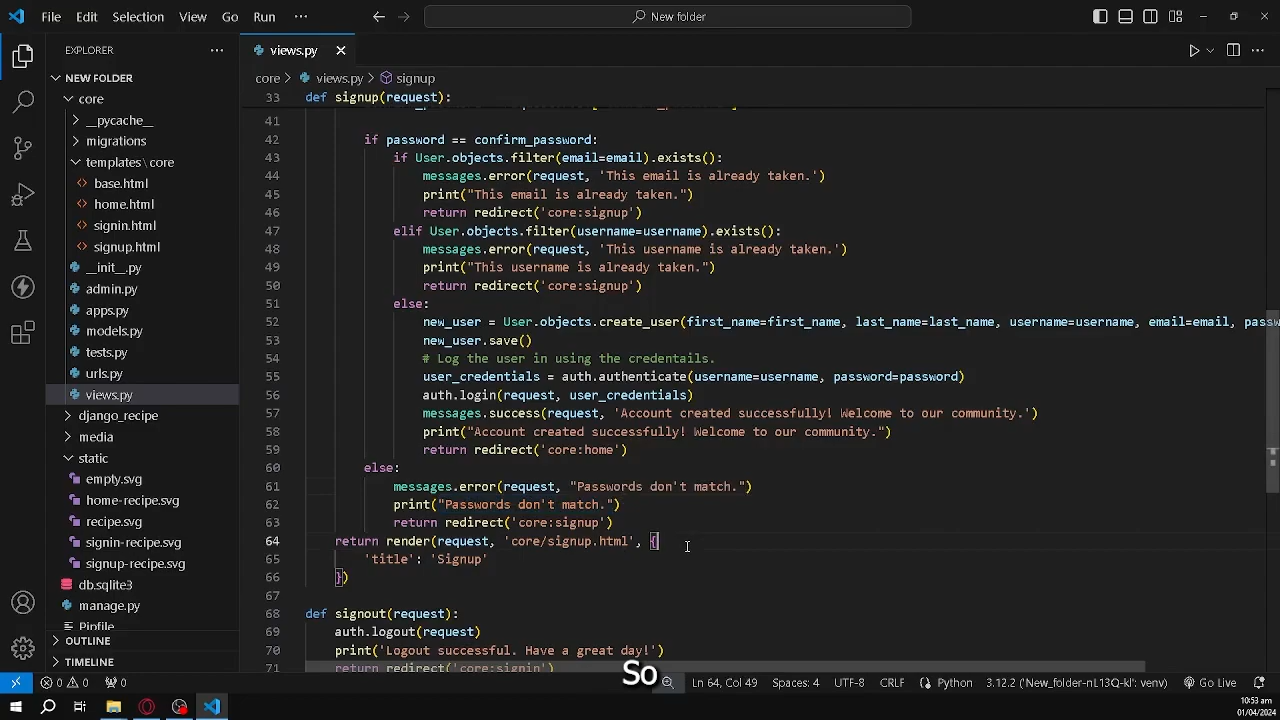 File Edit Selection View Go Run ··· New folder
EXPLORER ··· views.py
NEW FOLDER core > views.py > signup
core
__pycache__
migrations
templates\core
base.html
home.html
signin.html
signup.html
__init__.py
admin.py
apps.py
models.py
tests.py
urls.py
views.py
django_recipe
media
static
empty.svg
home-recipe.svg
recipe.svg
signin-recipe.svg
signup-recipe.svg
db.sqlite3
manage.py
Pipfile
OUTLINE
TIMELINE
33 def signup(request):
41
42 if password == confirm_password:
43 if User.objects.filter(email=email).exists():
44 messages.error(request, 'This email is already taken.')
45 print("This email is already taken.")
46 return redirect('core:signup')
47 elif User.objects.filter(username=username).exists():
48 messages.error(request, 'This username is already taken.')
49 print("This username is already taken.")
50 return redirect('core:signup')
51 else:
52 new_user = User.objects.create_user(first_name=first_name, last_name=last_name, username=username, email=email, passw
53 new_user.save()
54 # Log the user in using the credentails.
55 user_credentials = auth.authenticate(username=username, password=password)
56 auth.login(request, user_credentials)
57 messages.success(request, 'Account created successfully! Welcome to our community.')
58 print("Account created successfully! Welcome to our community.")
59 return redirect('core:home')
60 else:
61 messages.error(request, "Passwords don't match.")
62 print("Passwords don't match.")
63 return redirect('core:signup')
64 return render(request, 'core/signup.html', {
65 'title': 'Signup'
66 })
67
68 def signout(request):
69 auth.logout(request)
70 print('Logout successful. Have a great day!')
71 return redirect('core:signin')
So
0 0 0 Ln 64, Col 49 Spaces: 4 UTF-8 CRLF Python 3.12.2 ('New_folder-nL13Q-kl': venv) Go Live
10:53 am
01/04/2024